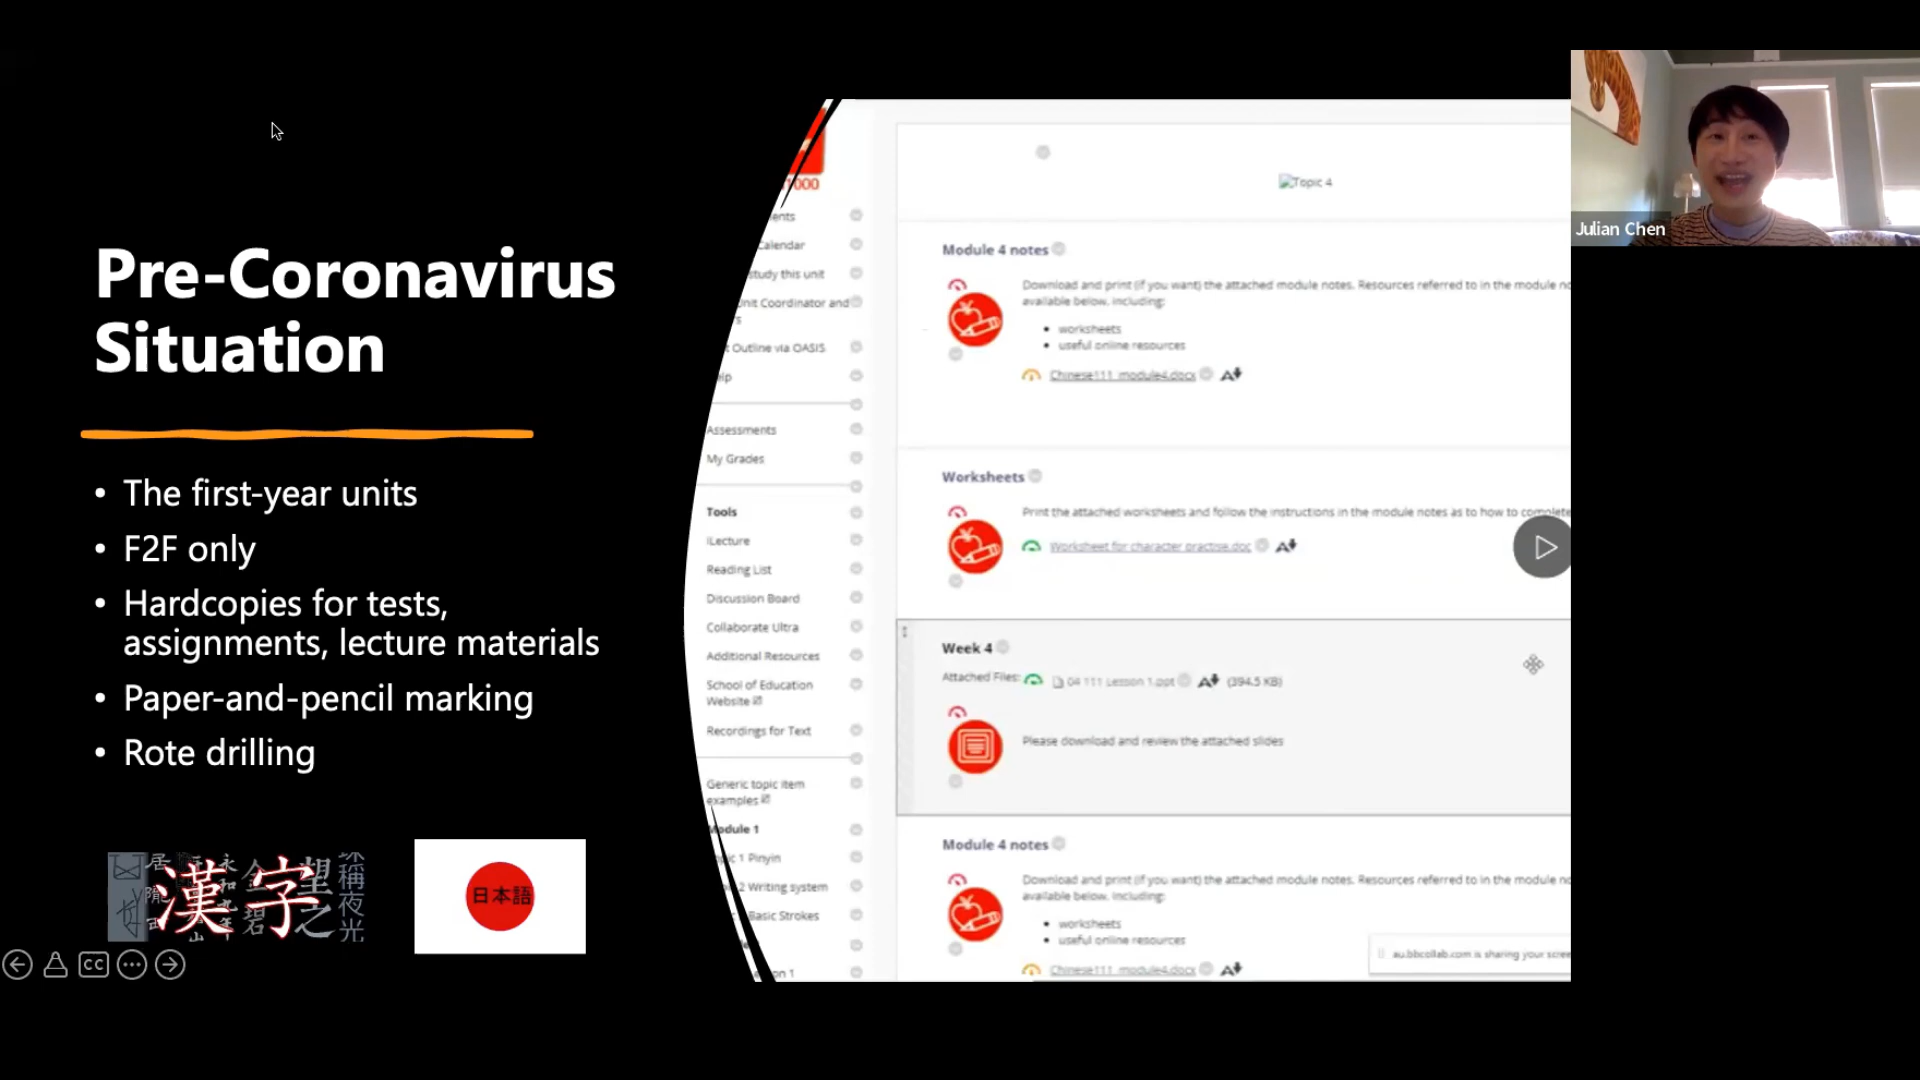 Pre-Coronavirus
Situation
• The first-year units
• F2F only
• Hardcopies for tests,
assignments, lecture materials
• Paper-and-pencil marking
• Rote drilling
漢字
日本語
CC
1000
ents
Calendar
study this unit
Unit Coordinator and
Outline via OASIS
Assessments
My Grades
Tools
iLecture
Reading List
Discussion Board
Collaborate Ultra
Additional Resources
School of Education
Website
Recordings for Text
Generic topic item
examples
Module 1
Topic 1 Pinyin
2 Writing system
Basic Strokes
Topic 4
Module 4 notes
Download and print (if you want) the attached module notes. Resources referred to in the module no
available below, including:
• worksheets
• useful online resources
Chinese111_module4.docx
Worksheets
Print the attached worksheets and follow the instructions in the module notes as to how to complete
Worksheet for character practise.doc
Week 4
Attached Files: 04 111 Lesson 1.ppt (394.5 KB)
Please download and review the attached slides
Module 4 notes
Download and print (if you want) the attached module notes. Resources referred to in the module no
available below, including:
• worksheets
• useful online resources
Chinese111_module4.docx
au.bbcollab.com is sharing your scree
Julian Chen